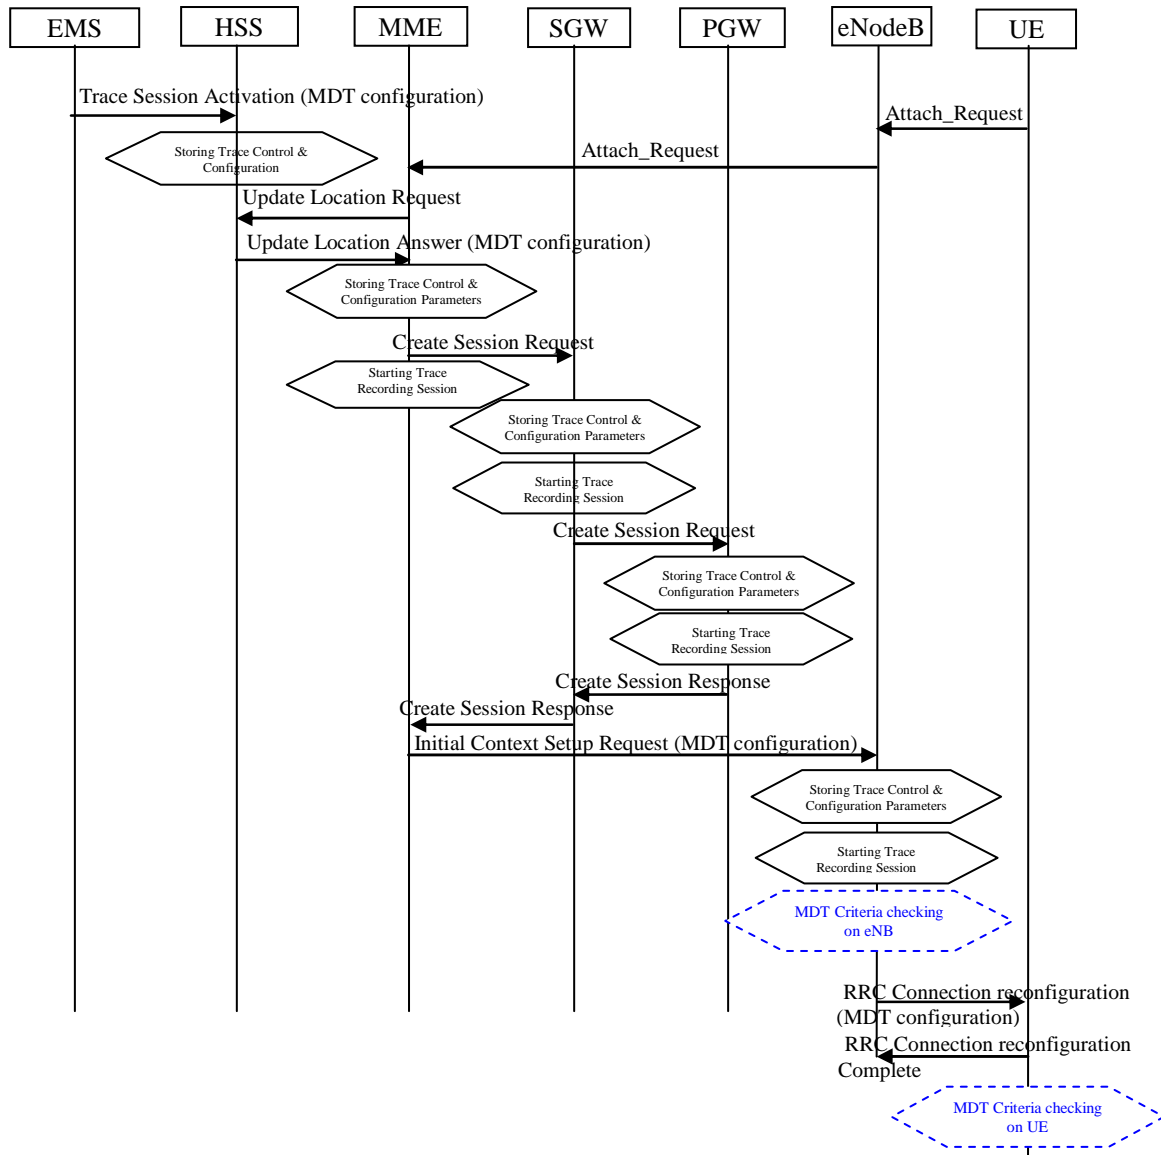 EMS HSS MME SGW PGW eNodeB UE
Trace Session Activation (MDT configuration)
Attach_Request
Storing Trace Control &
Configuration
Attach_Request
Update Location Request
Update Location Answer (MDT configuration)
Storing Trace Control &
Configuration Parameters
Create Session Request
Starting Trace
Recording Session
Storing Trace Control &
Configuration Parameters
Starting Trace
Recording Session
Create Session Request
Storing Trace Control &
Configuration Parameters
Starting Trace
Recording Session
Create Session Response
Create Session Response
Initial Context Setup Request (MDT configuration)
Storing Trace Control &
Configuration Parameters
Starting Trace
Recording Session
MDT Criteria checking
on eNB
RRC Connection reconfiguration
(MDT configuration)
RRC Connection reconfiguration
Complete
MDT Criteria checking
on UE